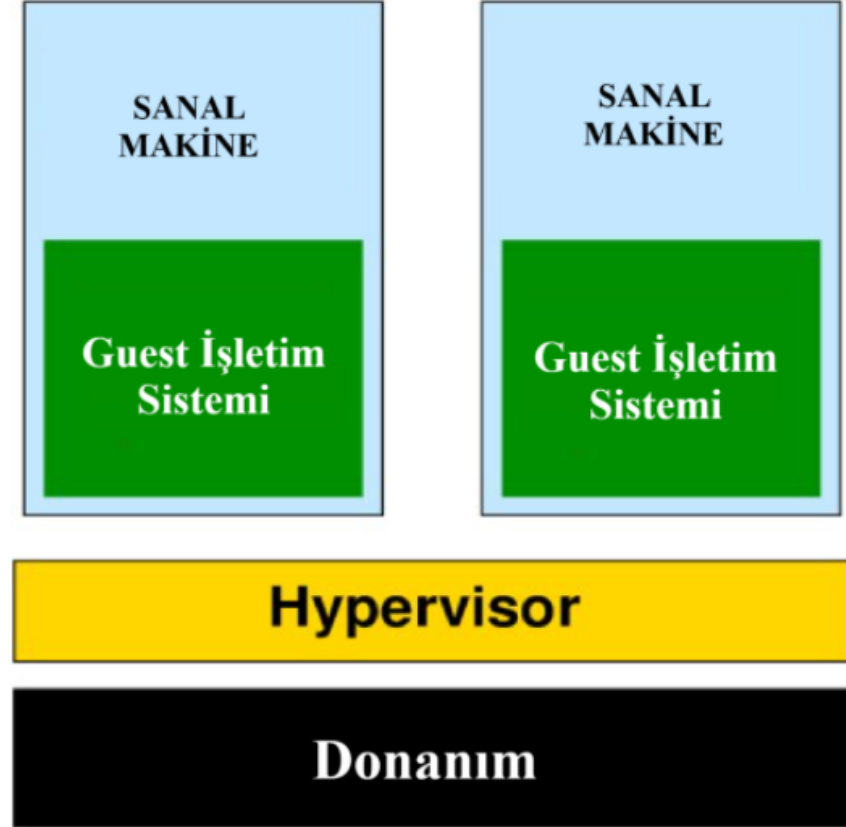 SANAL
MAKİNE
Guest İşletim
Sistemi
SANAL
MAKİNE
Guest İşletim
Sistemi
Hypervisor
Donanım